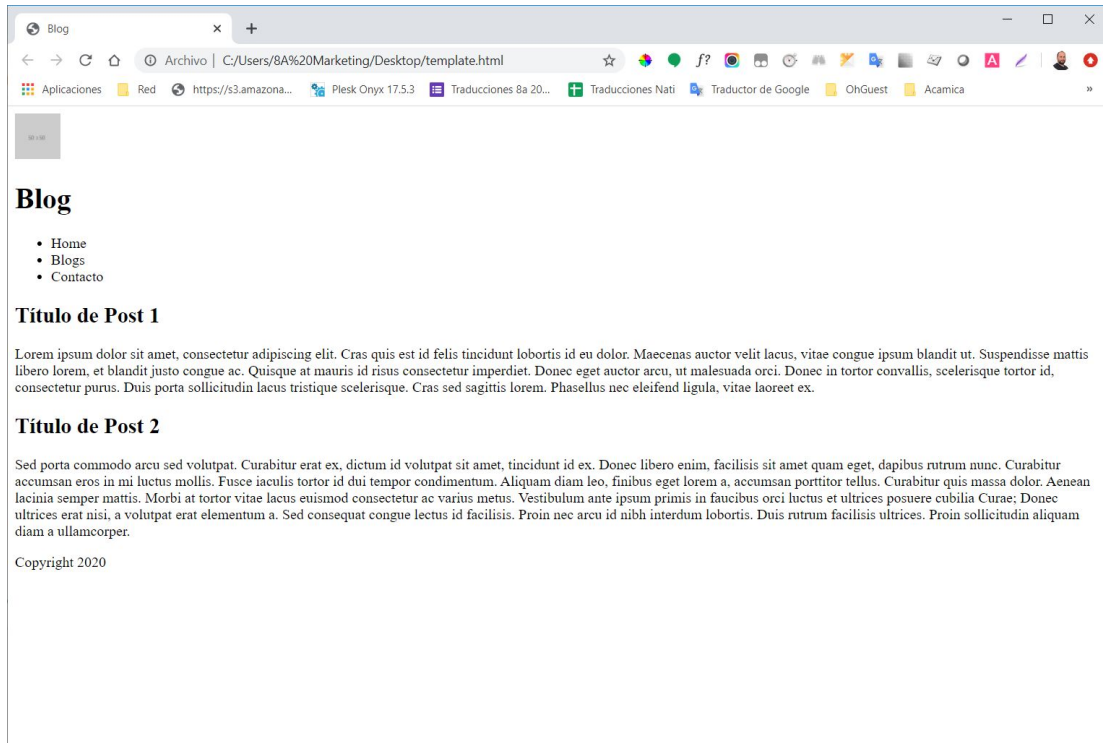 Blog
Archivo | C:/Users/8A%20Marketing/Desktop/template.html
f?
A
Aplicaciones Red https://s3.amazona... Plesk Onyx 17.5.3 Traducciones 8a 20... Traducciones Nati Traductor de Google OhGuest Acamica »
Blog
• Home
• Blogs
• Contacto
Título de Post 1
Lorem ipsum dolor sit amet, consectetur adipiscing elit. Cras quis est id felis tincidunt lobortis id eu dolor. Maecenas auctor velit lacus, vitae congue ipsum blandit ut. Suspendisse mattis
libero lorem, et blandit justo congue ac. Quisque at mauris id risus consectetur imperdiet. Donec eget auctor arcu, ut malesuada orci. Donec in tortor convallis, scelerisque tortor id,
consectetur purus. Duis porta sollicitudin lacus tristique scelerisque. Cras sed sagittis lorem. Phasellus nec eleifend ligula, vitae laoreet ex.
Título de Post 2
Sed porta commodo arcu sed volutpat. Curabitur erat ex, dictum id volutpat sit amet, tincidunt id ex. Donec libero enim, facilisis sit amet quam eget, dapibus rutrum nunc. Curabitur
accumsan eros in mi luctus mollis. Fusce iaculis tortor id dui tempor condimentum. Aliquam diam leo, finibus eget lorem a, accumsan porttitor tellus. Curabitur quis massa dolor. Aenean
lacinia semper mattis. Morbi at tortor vitae lacus euismod consectetur ac varius metus. Vestibulum ante ipsum primis in faucibus orci luctus et ultrices posuere cubilia Curae; Donec
ultrices erat nisi, a volutpat erat elementum a. Sed consequat congue lectus id facilisis. Proin nec arcu id nibh interdum lobortis. Duis rutrum facilisis ultrices. Proin sollicitudin aliquam
diam a ullamcorper.
Copyright 2020